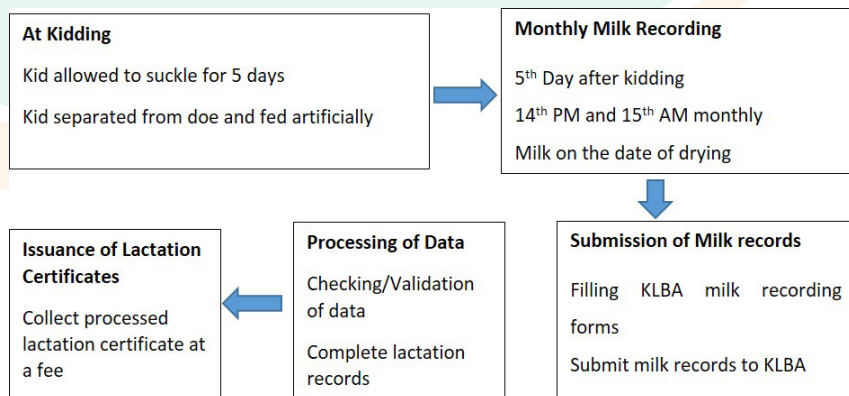 At Kidding
Kid allowed to suckle for 5 days
Kid separated from doe and fed artificially
Monthly Milk Recording
5th Day after kidding
14th PM and 15th AM monthly
Milk on the date of drying
Submission of Milk records
Filling KLBA milk recording
forms
Submit milk records to KLBA
Processing of Data
Checking/Validation
of data
Complete lactation
records
Issuance of Lactation
Certificates
Collect processed
lactation certificate at
a fee